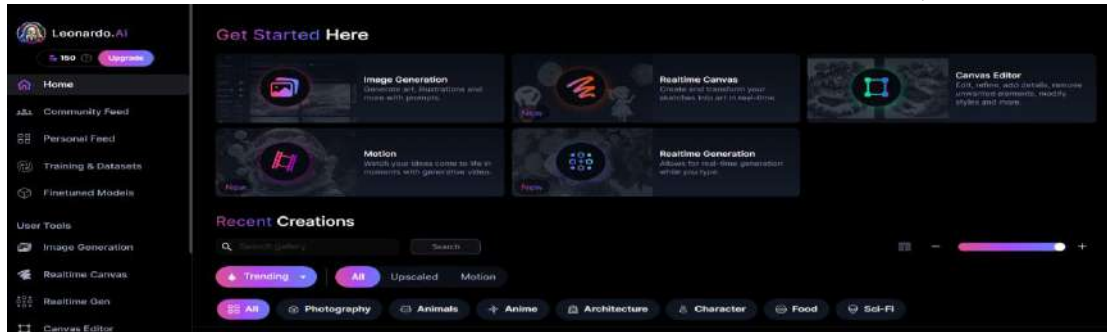 Leonardo.Ai
150 Upgrade
Home
Community Feed
Personal Feed
Training & Datasets
Finetuned Models
User Tools
Image Generation
Realtime Canvas
Realtime Gen
Canvas Editor
Get Started Here
Image Generation
Generate art, illustrations and
more with prompts.
New
Realtime Canvas
Create and transform your
sketches into art in real-time.
Canvas Editor
Edit, refine, add details, remove
unwanted elements, modify
styles and more.
New
Motion
Watch your ideas come to life in
moments with generative video.
New
Realtime Generation
Allows for real-time generation
while you type.
Recent Creations
Search gallery
Search
Trending All Upscaled Motion
All Photography Animals Anime Architecture Character Food Sci-Fi